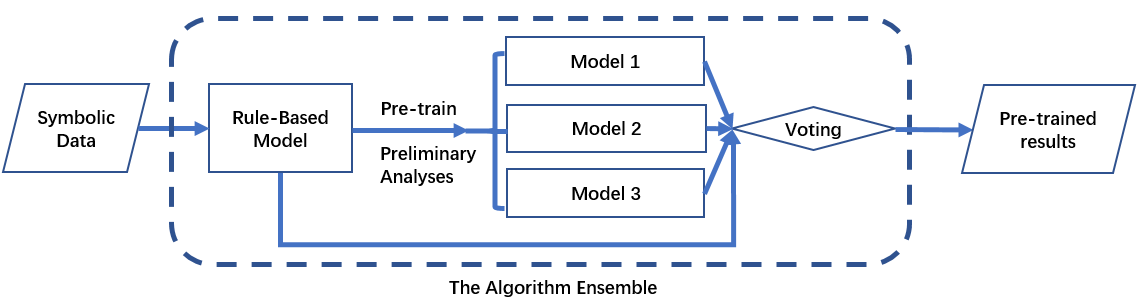 Symbolic
Data
Rule-Based
Model
Pre-train
Preliminary
Analyses
Model 1
Model 2
Model 3
Voting
Pre-trained
results
The Algorithm Ensemble